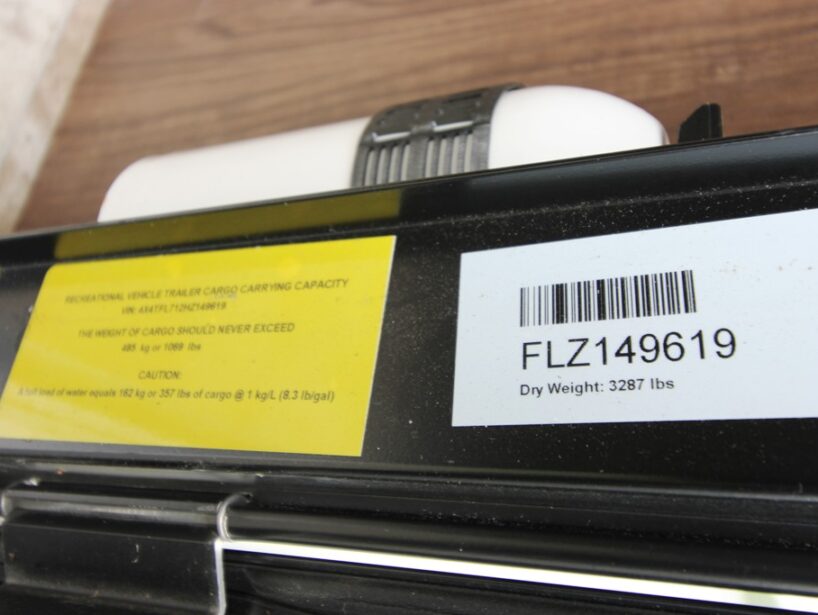 RECREATIONAL VEHICLE TRAILER CARGO CARRYING CAPACITY
VIN: 4X4TFL712HZ149619
THE WEIGHT OF CARGO SHOULD NEVER EXCEED
485 kg or 1069 lbs
CAUTION:
A full load of water equals 162 kg or 357 lbs of cargo @ 1 kg/L (8.3 lb/gal)
FLZ149619
Dry Weight: 3287 lbs